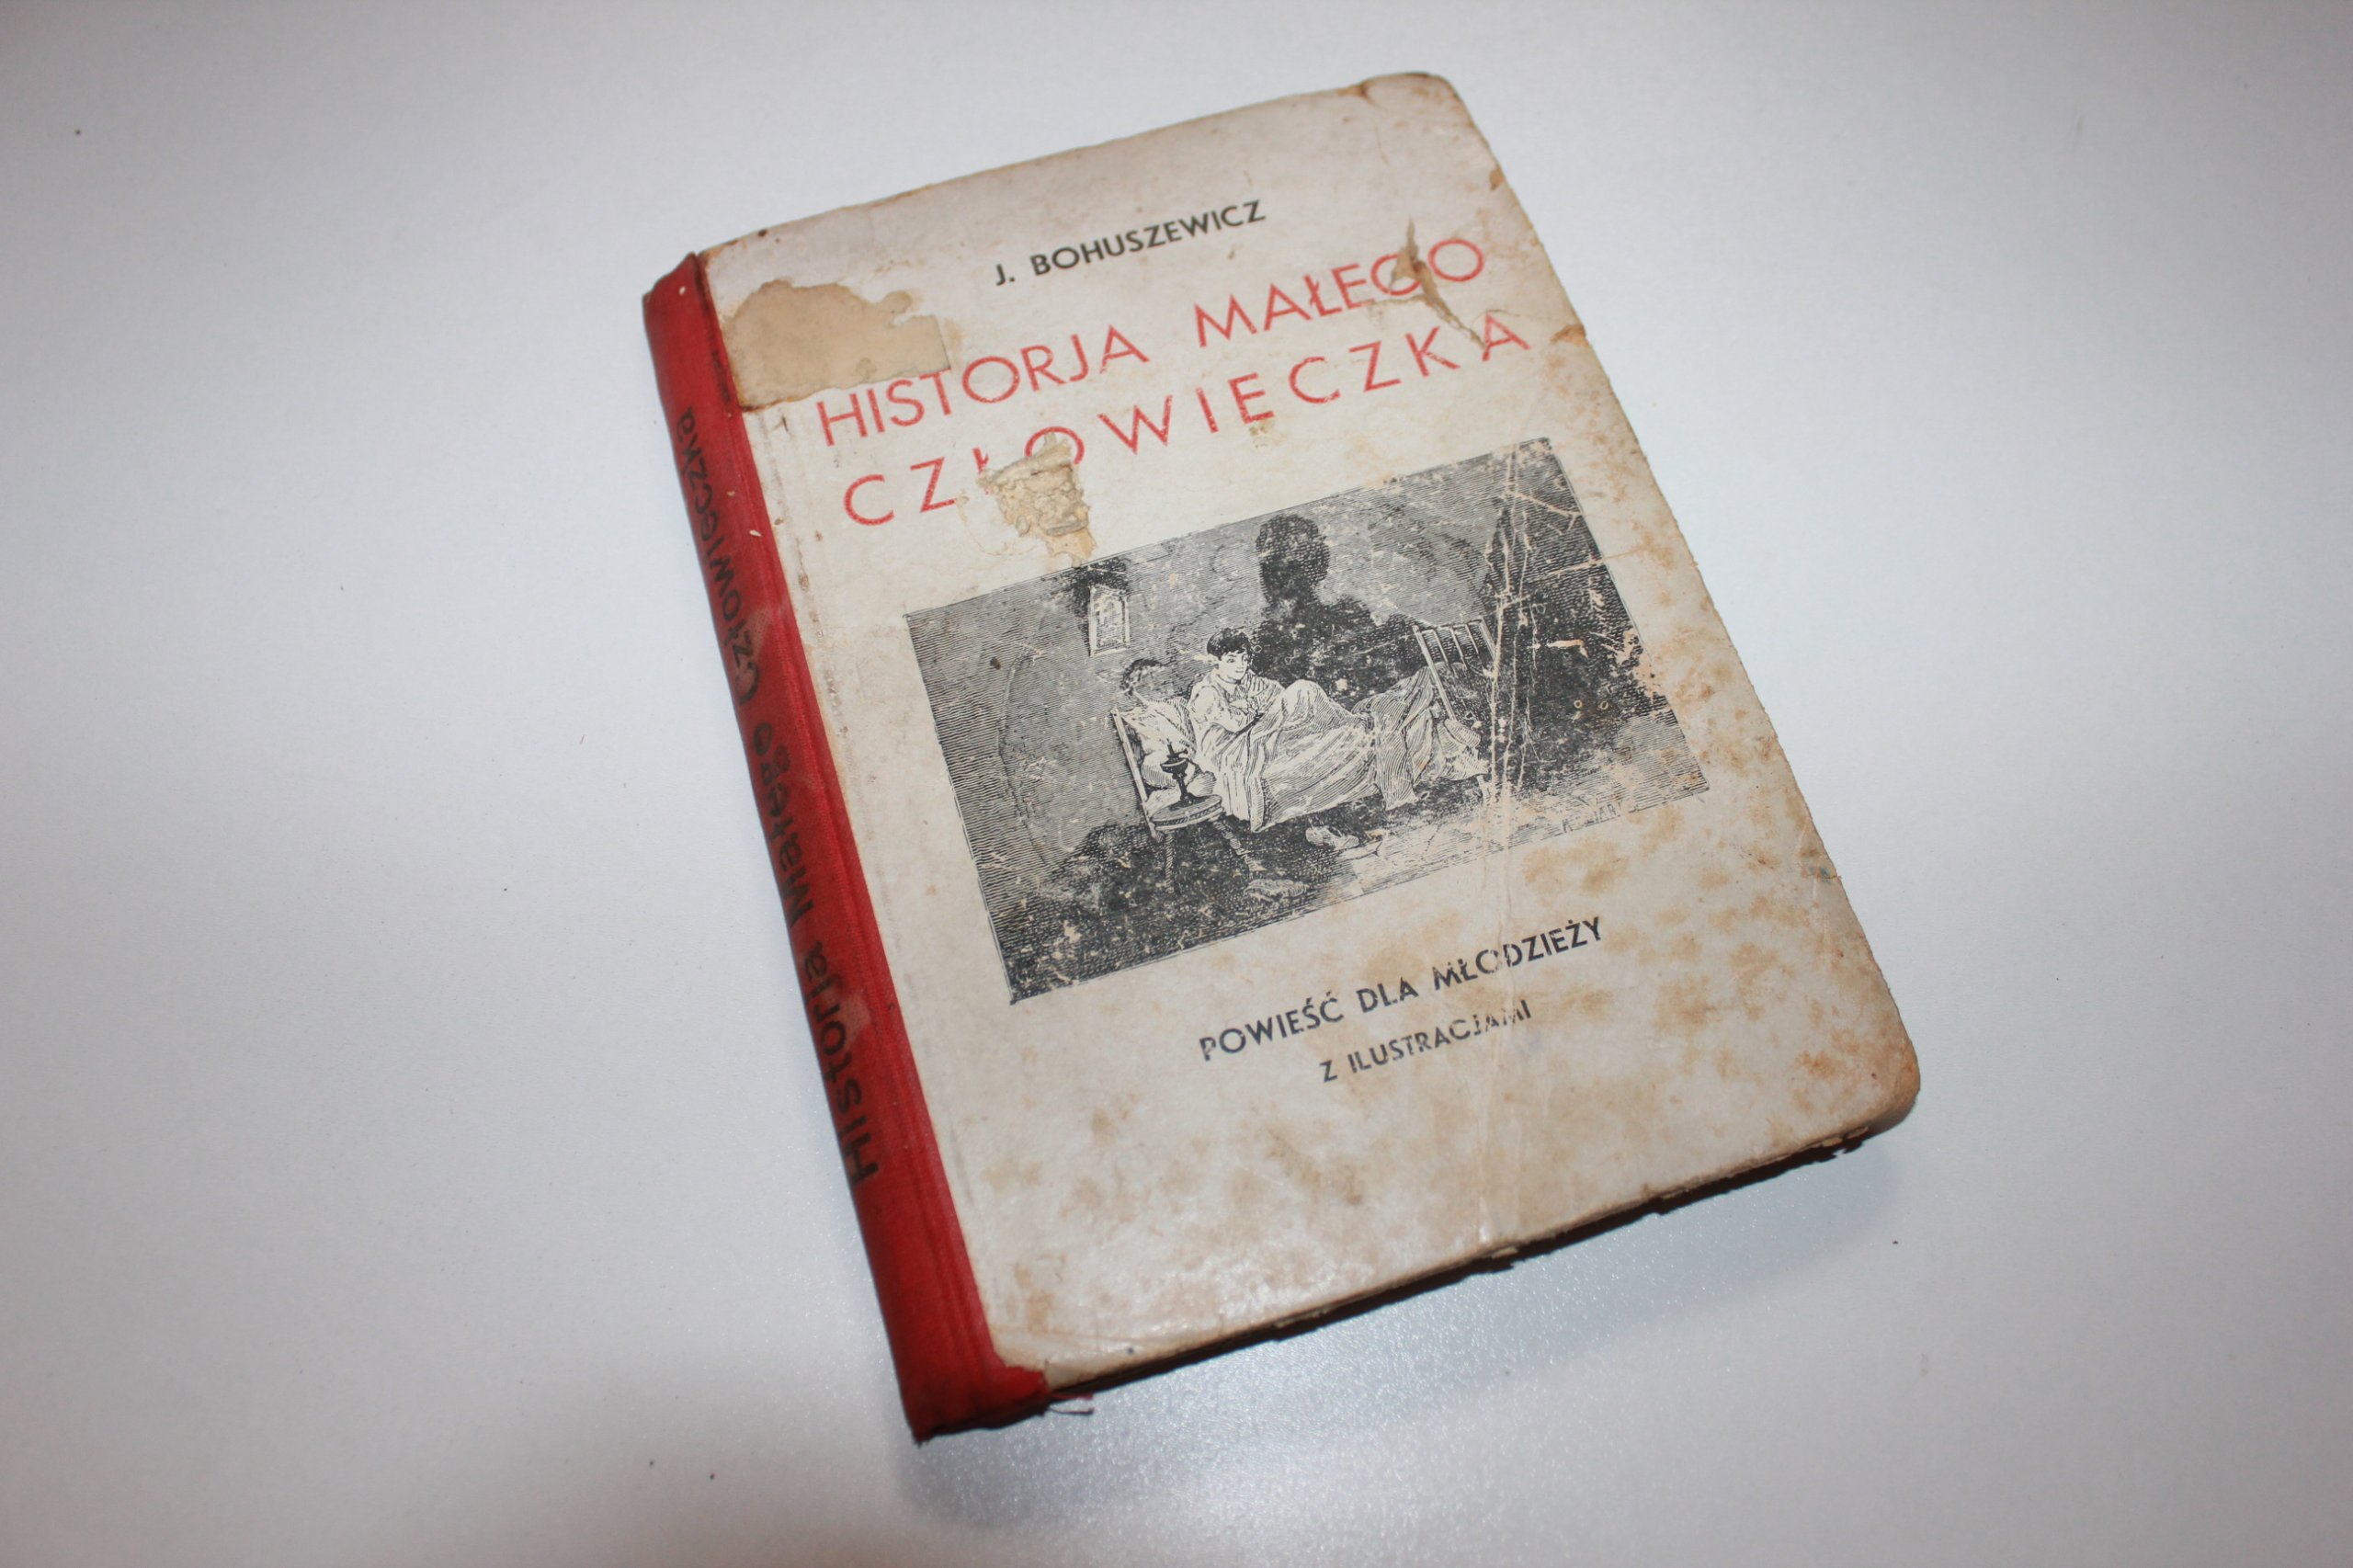 J. BOHUSZEWICZ
HISTORJA MAŁEGO
CZŁOWIECZKA
POWIEŚĆ DLA MŁODZIEŻY
Z ILUSTRACJAMI
Historja Małego Człowieczka